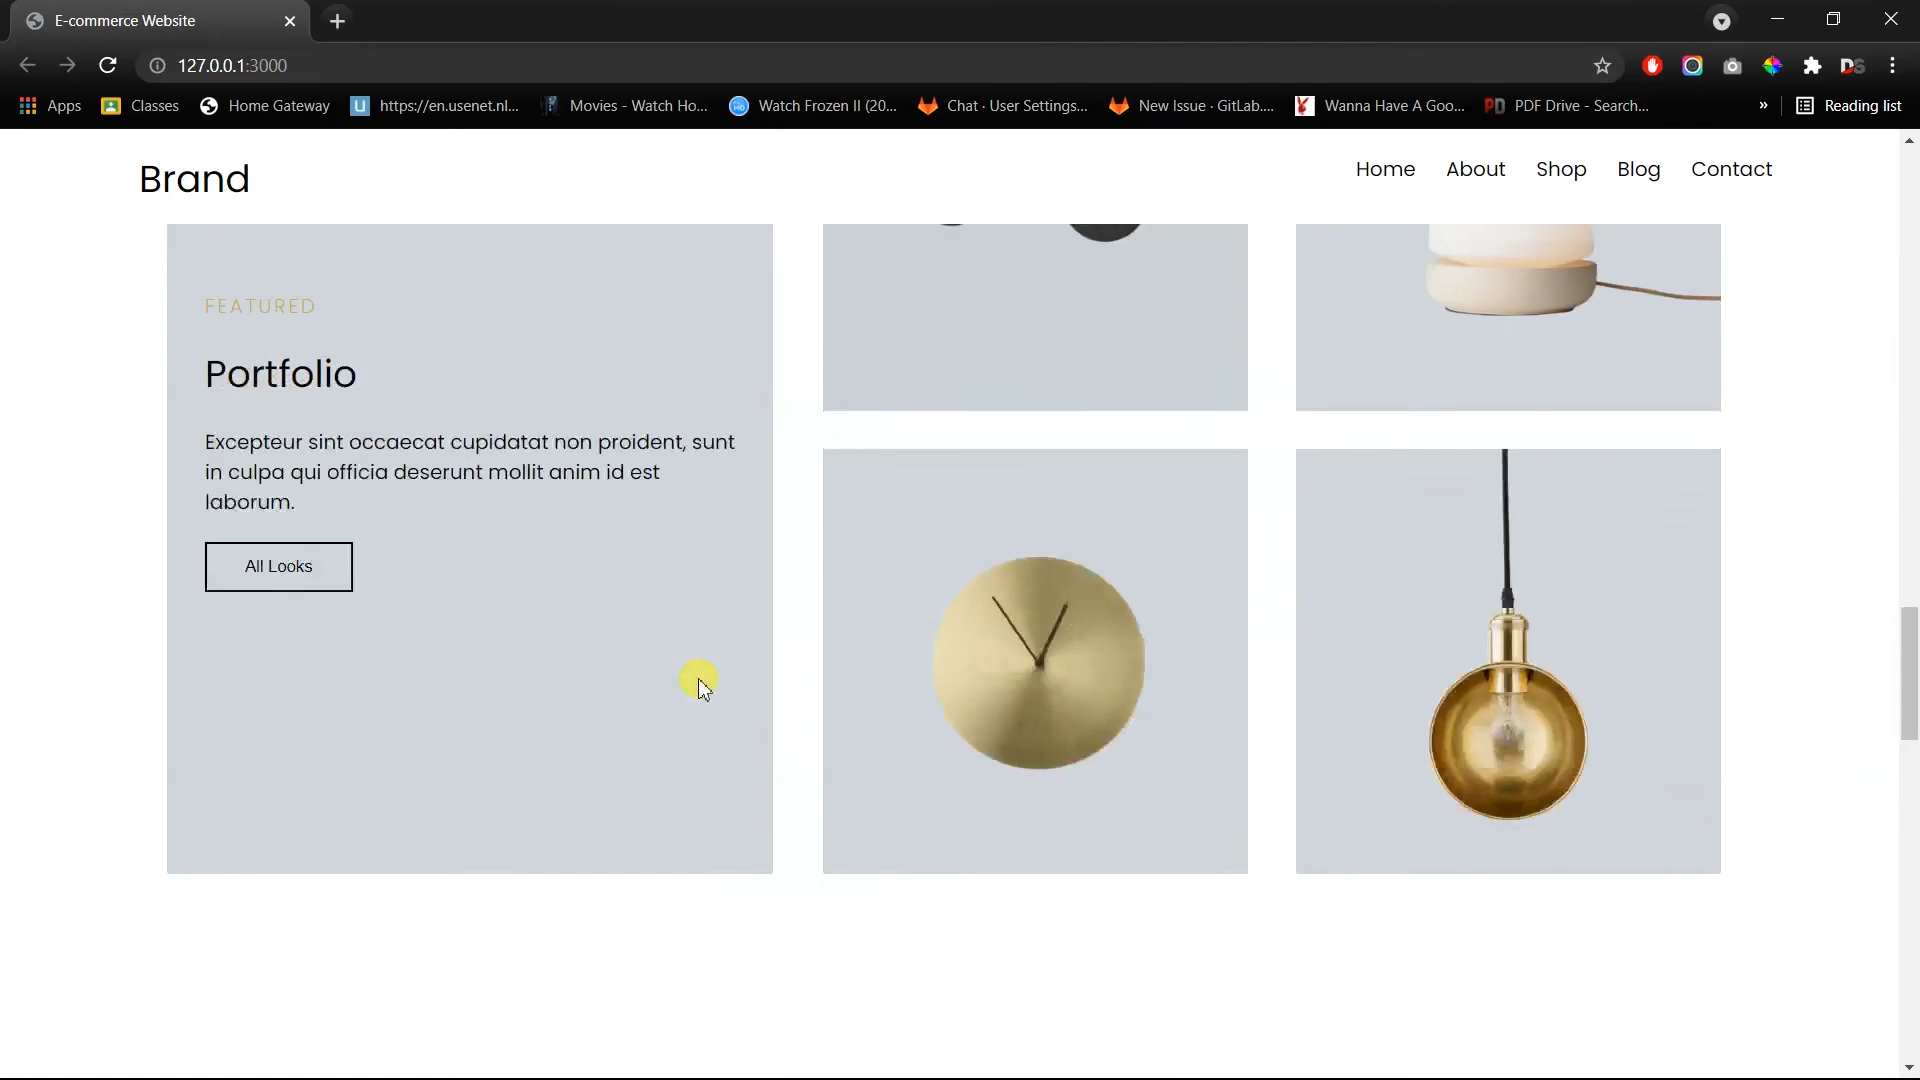 E-commerce Website
127.0.0.1:3000
Apps
Classes
Home Gateway
U
https://en.usenet.nl...
Movies - Watch Ho...
HD
Watch Frozen II (20...
Chat · User Settings...
New Issue · GitLab....
Wanna Have A Goo...
PD
PDF Drive - Search...
»
Reading list
DS
Brand
Home
About
Shop
Blog
Contact
FEATURED
Portfolio
Excepteur sint occaecat cupidatat non proident, sunt
in culpa qui officia deserunt mollit anim id est
laborum.
All Looks